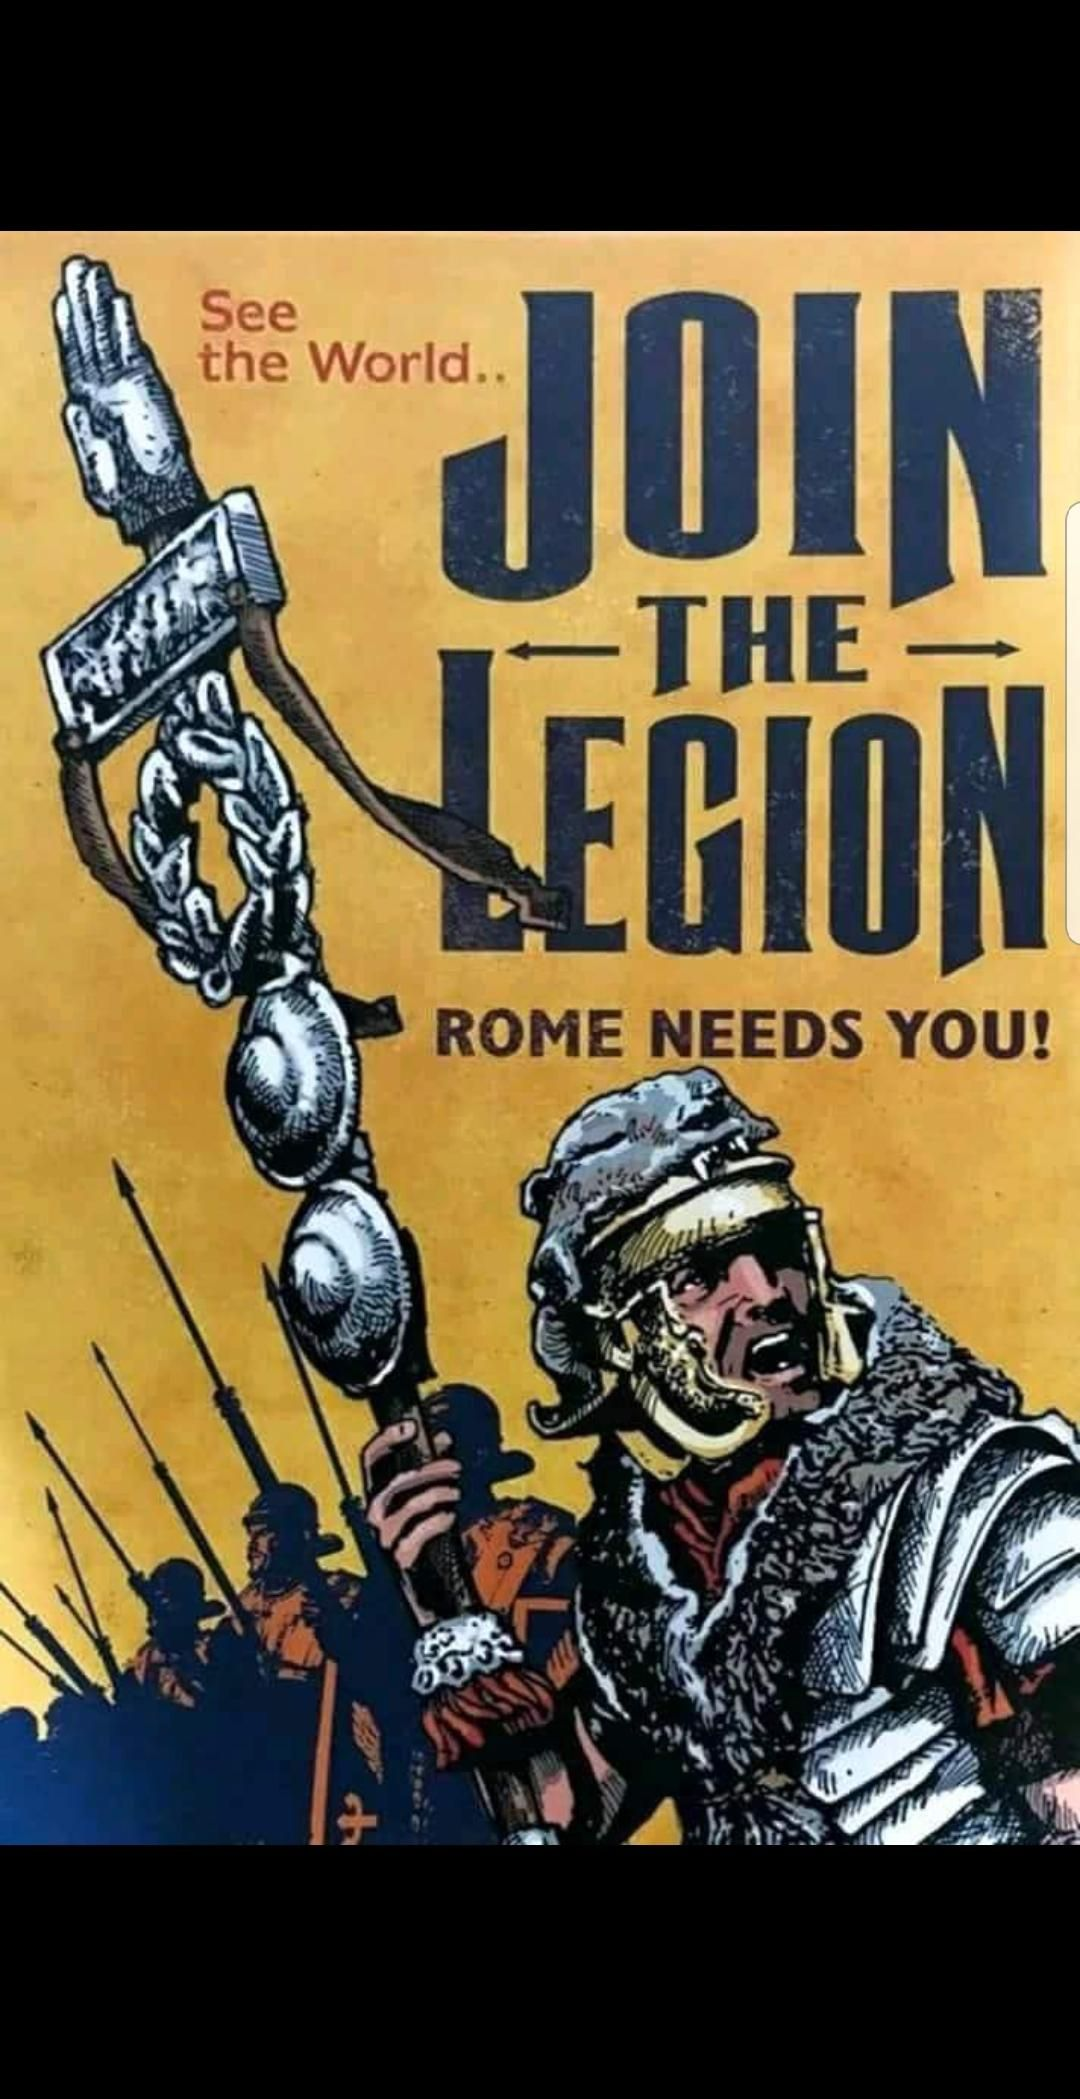 See
the World..
JOIN
THE
LEGION
ROME NEEDS YOU!